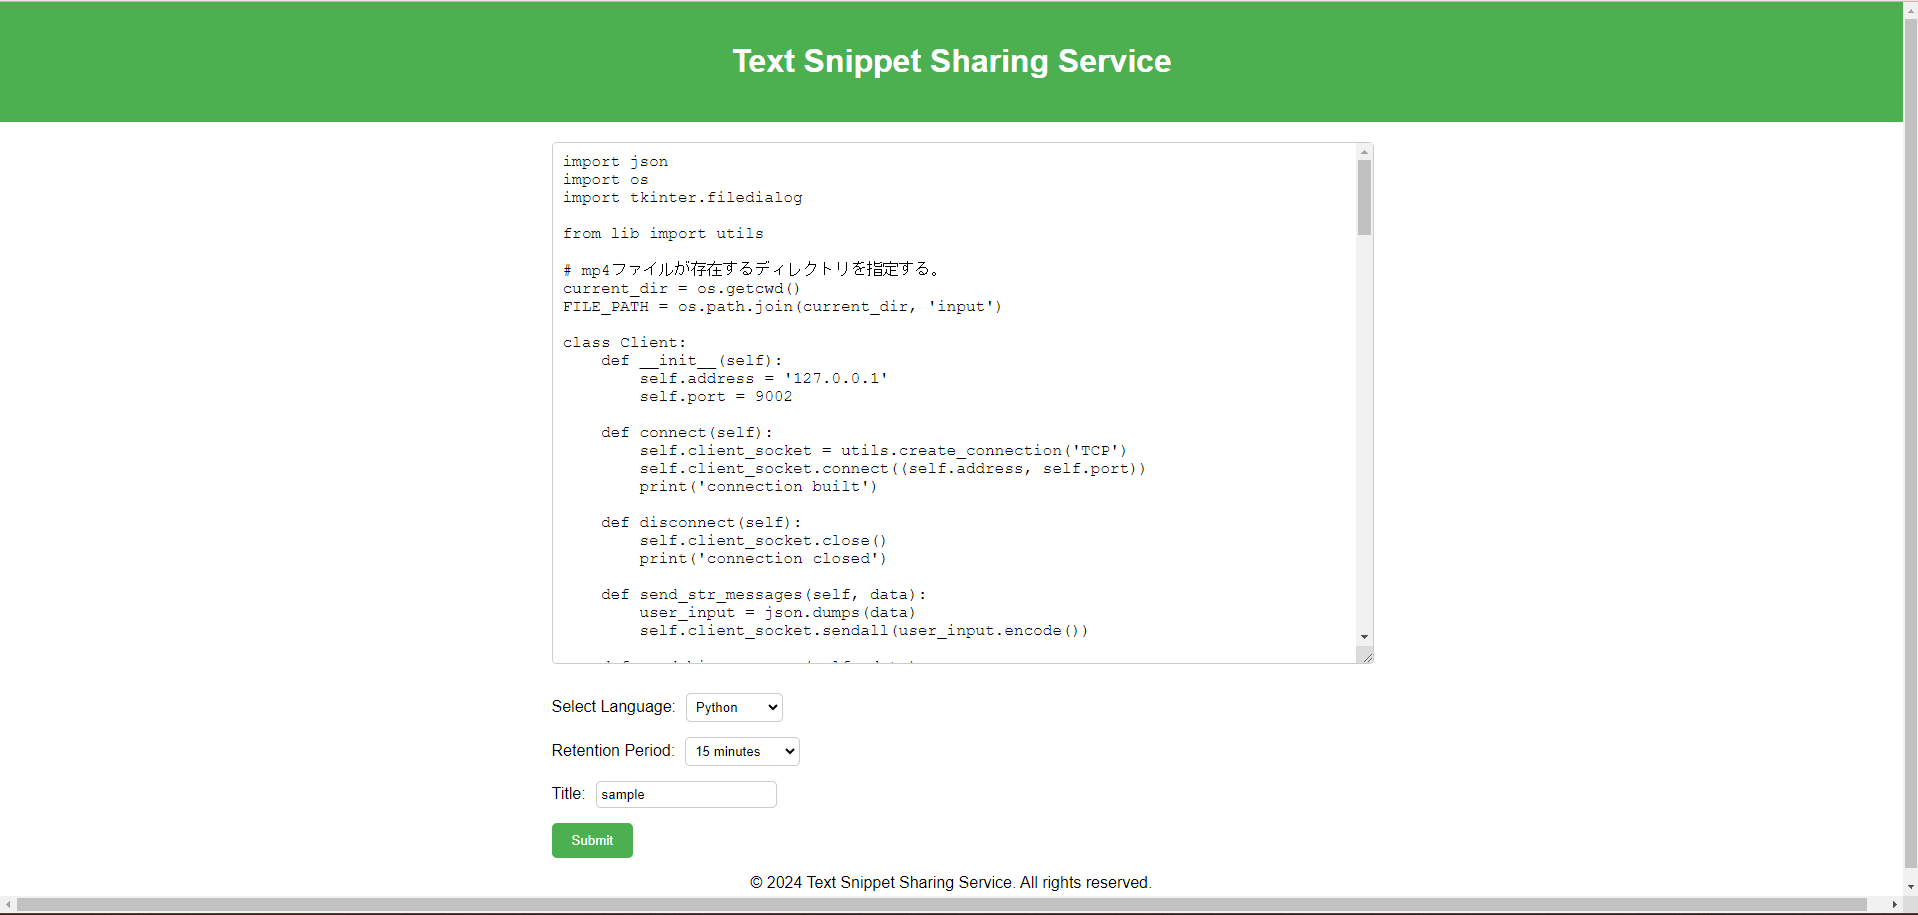 Text Snippet Sharing Service
import json
import os
import tkinter.filedialog
from lib import utils
# mp4ファイルが存在するディレクトリを指定する。
current_dir = os.getcwd()
FILE_PATH = os.path.join(current_dir, 'input')
class Client:
    def __init__(self):
        self.address = '127.0.0.1'
        self.port = 9002
    def connect(self):
        self.client_socket = utils.create_connection('TCP')
        self.client_socket.connect((self.address, self.port))
        print('connection built')
    def disconnect(self):
        self.client_socket.close()
        print('connection closed')
    def send_str_messages(self, data):
        user_input = json.dumps(data)
        self.client_socket.sendall(user_input.encode())
Select Language: Python
Retention Period: 15 minutes
Title: sample
Submit
© 2024 Text Snippet Sharing Service. All rights reserved.